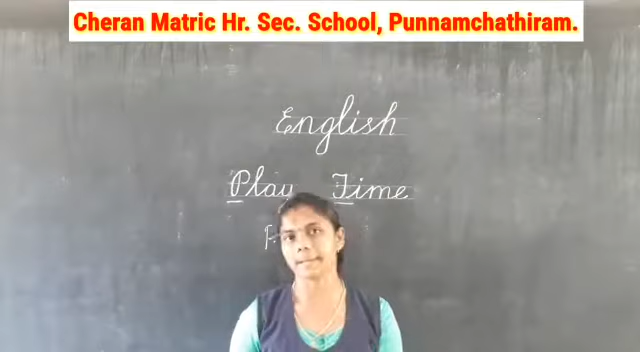 Cheran Matric Hr. Sec. School, Punnamchathiram.
English
Play Time